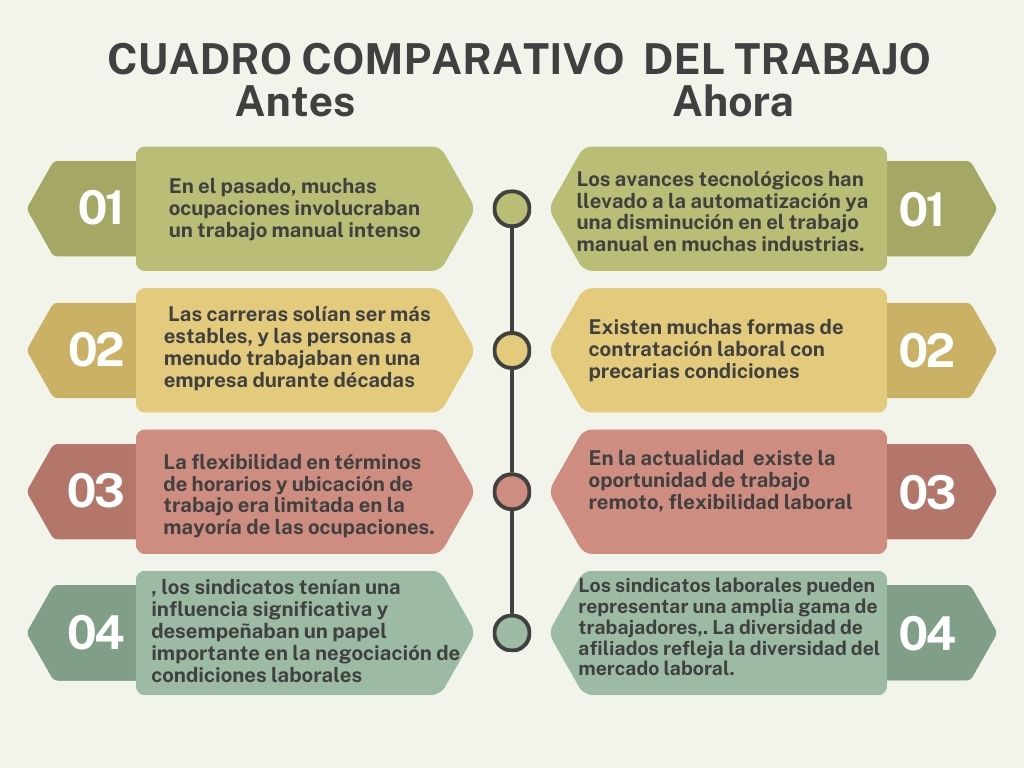 CUADRO COMPARATIVO DEL TRABAJO
Antes
Ahora
01
En el pasado, muchas
ocupaciones involucraban
un trabajo manual intenso
Los avances tecnológicos han
llevado a la automatización ya
una disminución en el trabajo
manual en muchas industrias.
01
02
Las carreras solían ser más
estables, y las personas a
menudo trabajaban en una
empresa durante décadas
Existen muchas formas de
contratación laboral con
precarias condiciones
02
03
La flexibilidad en términos
de horarios y ubicación de
trabajo era limitada en la
mayoría de las ocupaciones.
En la actualidad existe la
oportunidad de trabajo
remoto, flexibilidad laboral
03
04
, los sindicatos tenían una
influencia significativa y
desempeñaban un papel
importante en la negociación de
condiciones laborales
Los sindicatos laborales pueden
representar una amplia gama de
trabajadores,. La diversidad de
afiliados refleja la diversidad del
mercado laboral.
04